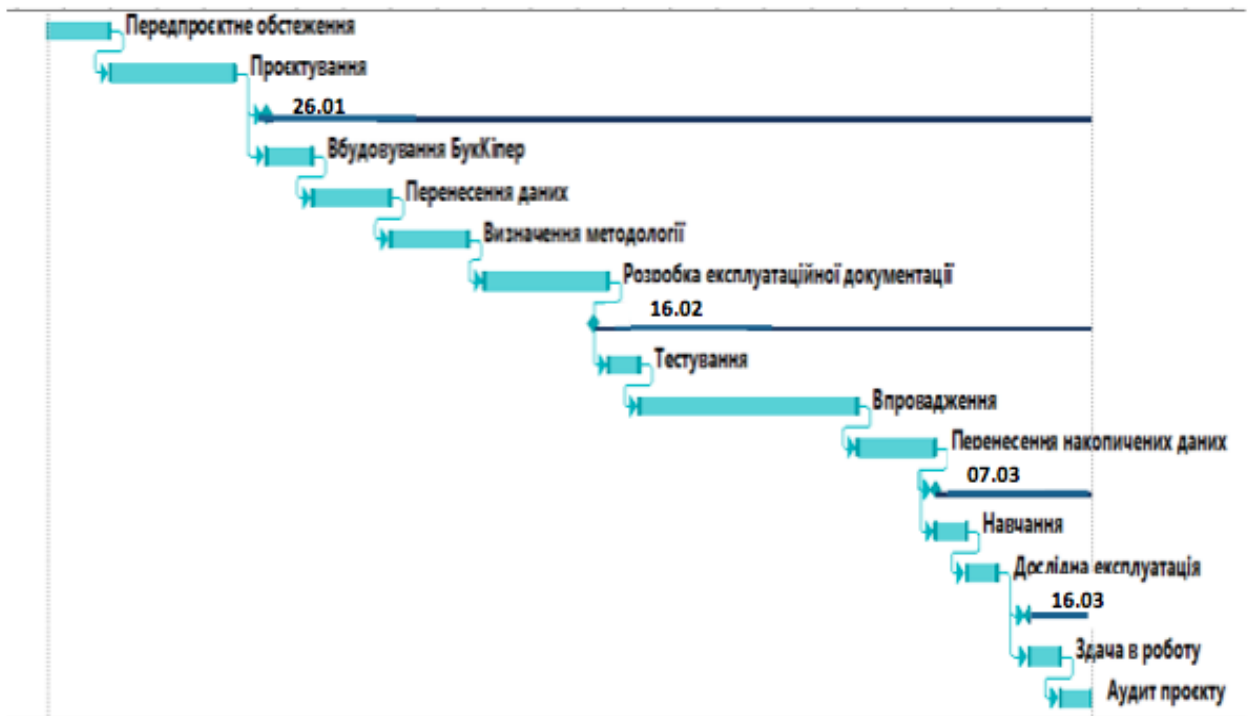 Передпроєктне обстеження
Проєктування
26.01
Вбудовування БукКіпер
Перенесення даних
Визначення методології
Розробка експлуатаційної документації
16.02
Тестування
Впровадження
Перенесення накопичених даних
07.03
Навчання
Дослідна експлуатація
16.03
Здача в роботу
Аудит проєкту